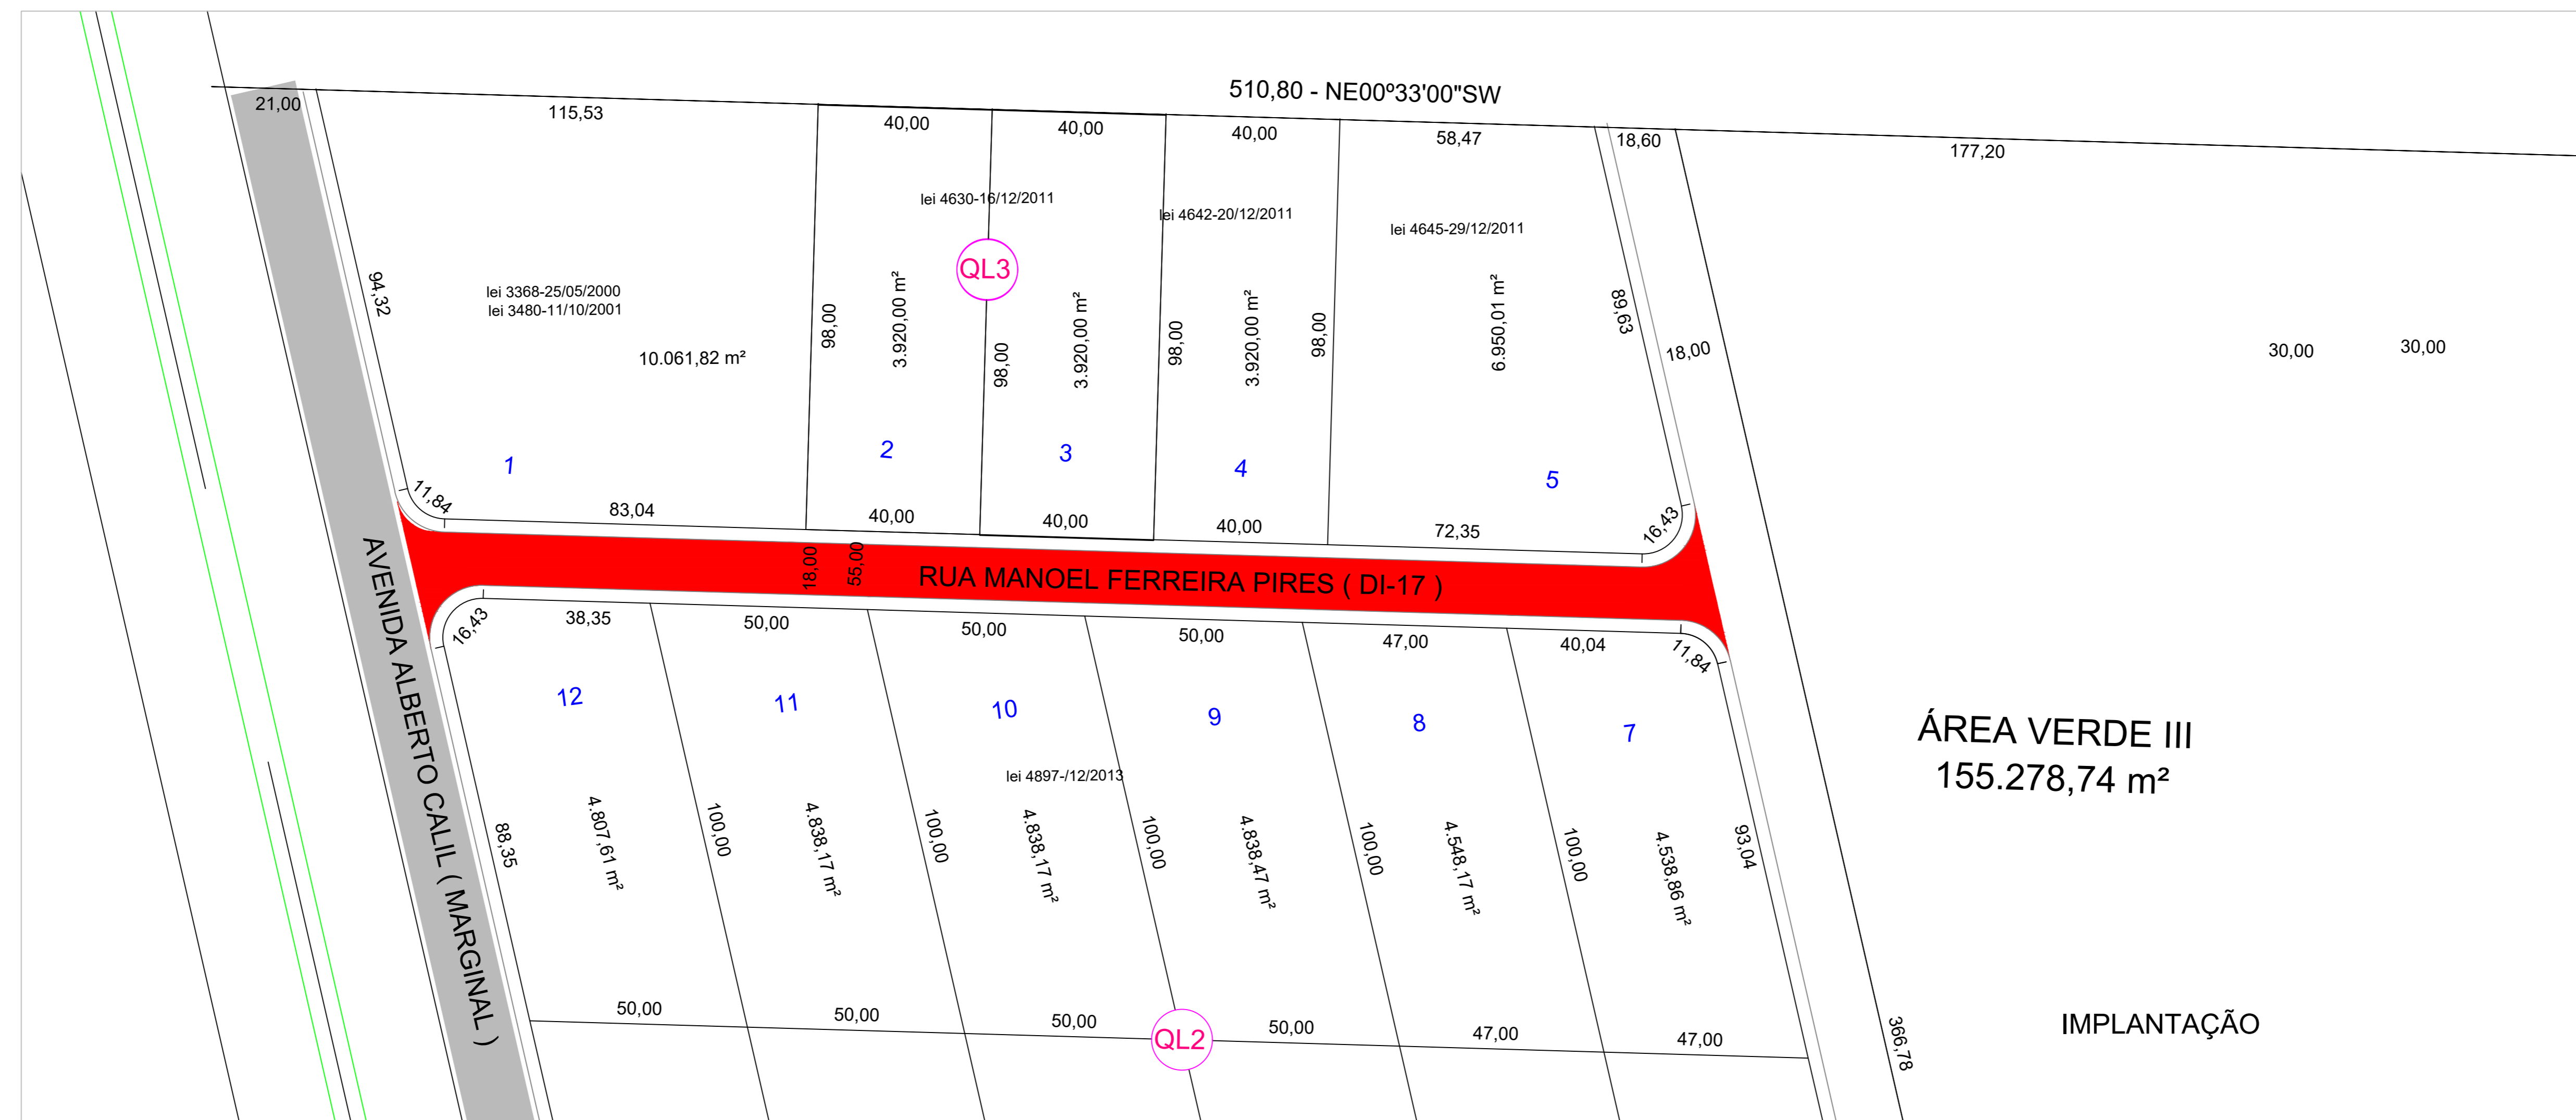 510,80 - NE00º33'00"SW
21,00
115,53
40,00
40,00
40,00
58,47
18,60
177,20
lei 4630-16/12/2011
lei 4642-20/12/2011
lei 4645-29/12/2011
QL3
94,32
lei 3368-25/05/2000
lei 3480-11/10/2001
10.061,82 m²
98,00
3.920,00 m²
98,00
3.920,00 m²
98,00
3.920,00 m²
98,00
6.950,01 m²
89,63
18,00
30,00
30,00
1
2
3
4
5
11,84
83,04
40,00
40,00
40,00
72,35
16,43
18,00
55,00
RUA MANOEL FERREIRA PIRES ( DI-17 )
AVENIDA ALBERTO CALIL ( MARGINAL )
16,43
38,35
50,00
50,00
50,00
47,00
40,04
11,84
12
11
10
9
8
7
lei 4897-/12/2013
ÁREA VERDE III
155.278,74 m²
88,35
4.807,61 m²
100,00
4.838,17 m²
100,00
4.838,17 m²
100,00
4.838,47 m²
100,00
4.548,17 m²
100,00
4.538,86 m²
93,04
50,00
50,00
50,00
QL2
50,00
47,00
47,00
366,78
IMPLANTAÇÃO